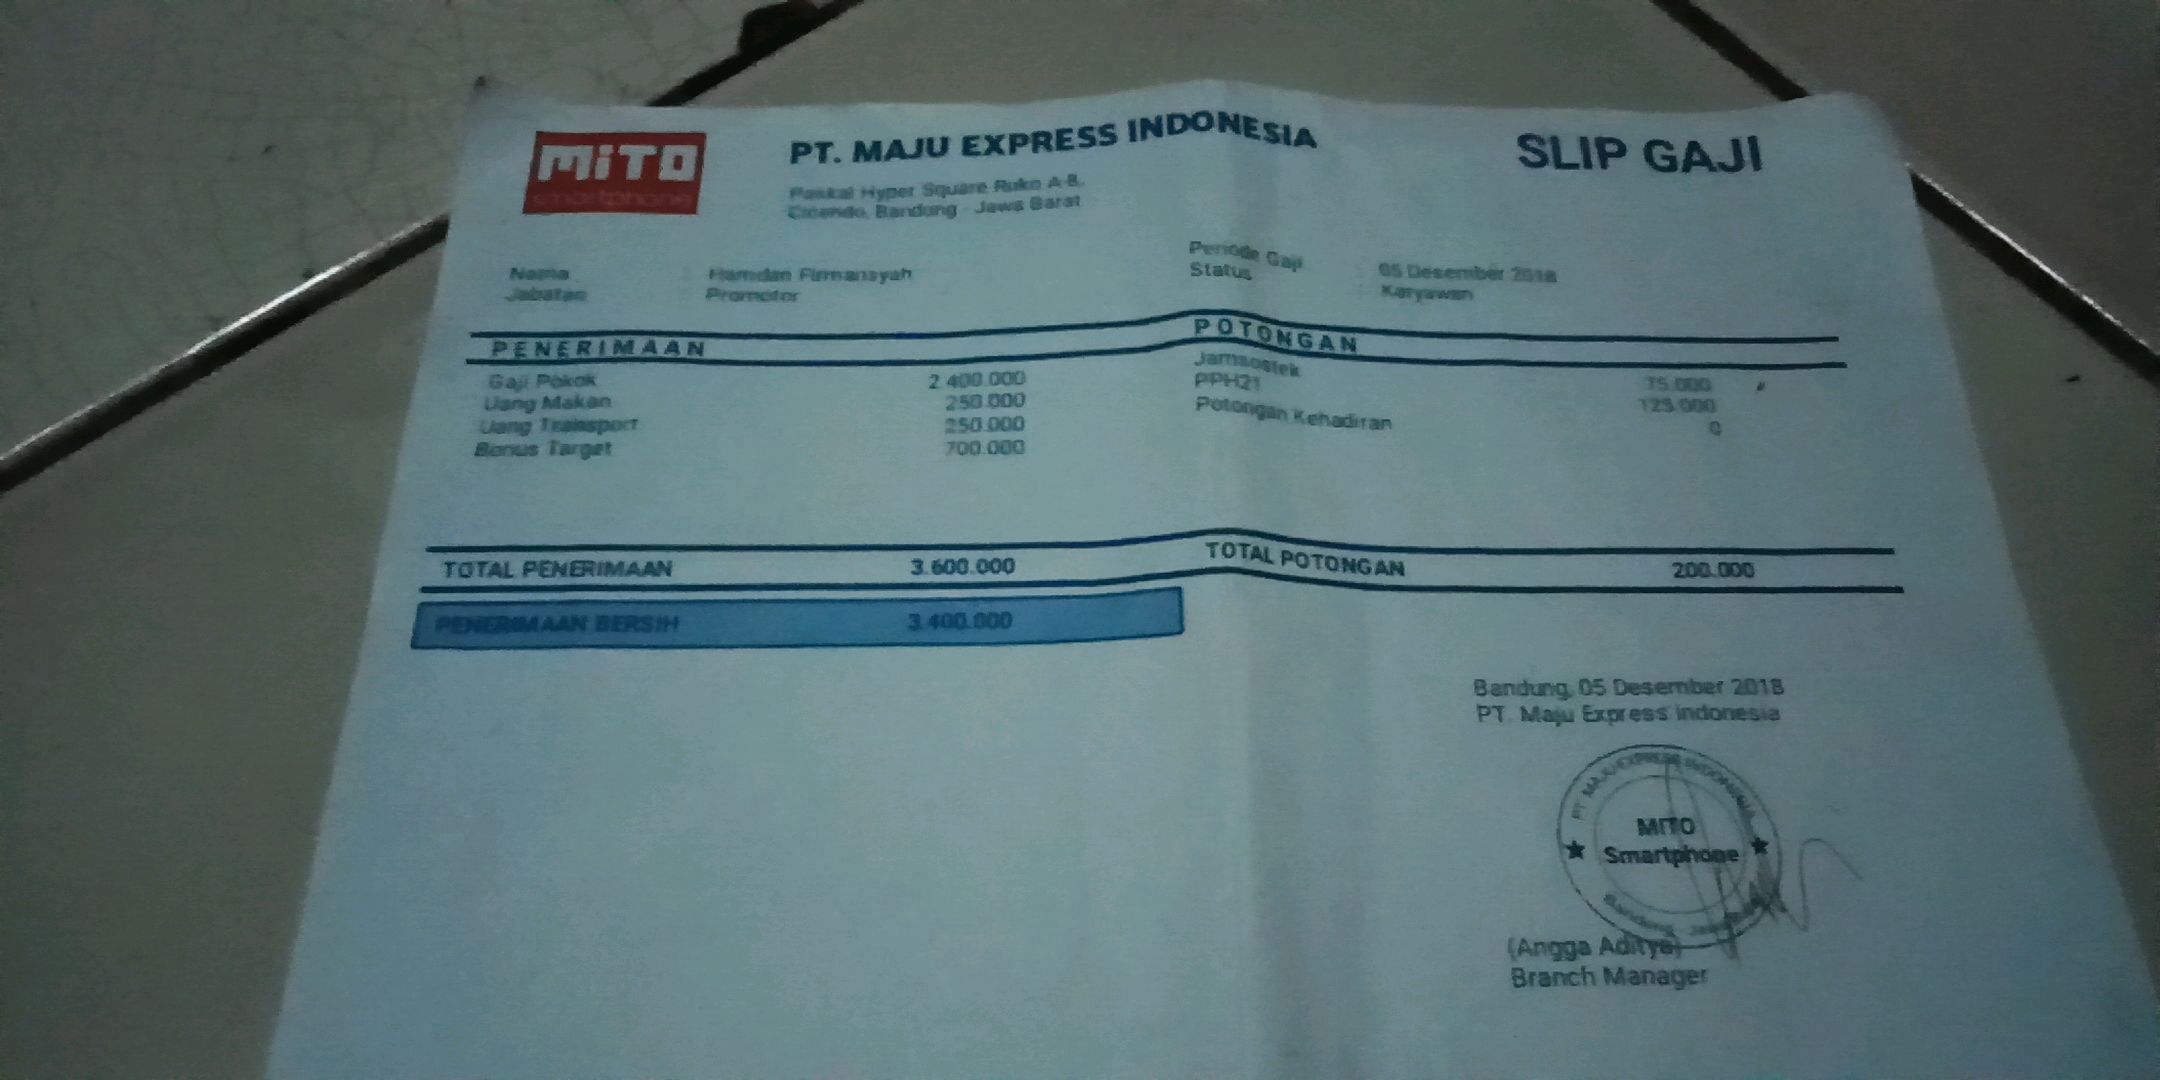 MiTO
smartphone
PT. MAJU EXPRESS INDONESIA
SLIP GAJI
Paskal Hyper Square Ruko A-8,
Cicendo, Bandung - Jawa Barat
Nama : Hamdan Firmansyah
Jabatan : Promotor
Periode Gaji : 05 Desember 2018
Status : Karyawan
PENERIMAAN
Gaji Pokok 2.400.000
Uang Makan 250.000
Uang Transport 250.000
Bonus Target 700.000
POTONGAN
Jamsostek 75.000
PPH21 125.000
Potongan Kehadiran 0
TOTAL PENERIMAAN 3.600.000
TOTAL POTONGAN 200.000
PENERIMAAN BERSIH 3.400.000
Bandung, 05 Desember 2018
PT. Maju Express indonesia
PT. MAJU EXPRESS INDONESIA
MITO
Smartphone
Bandung
(Angga Aditya)
Branch Manager